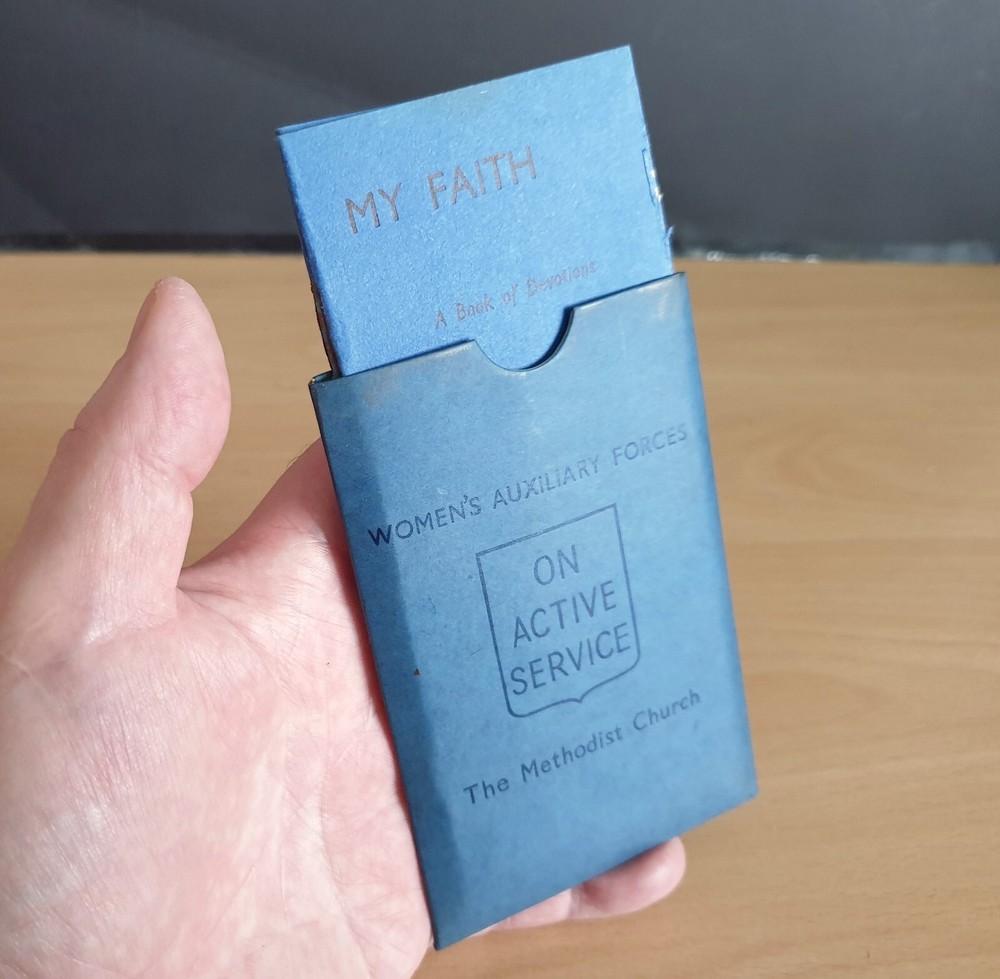 MY FAITH
A Book of Devotions
WOMEN'S AUXILIARY FORCES
ON
ACTIVE
SERVICE
The Methodist Church